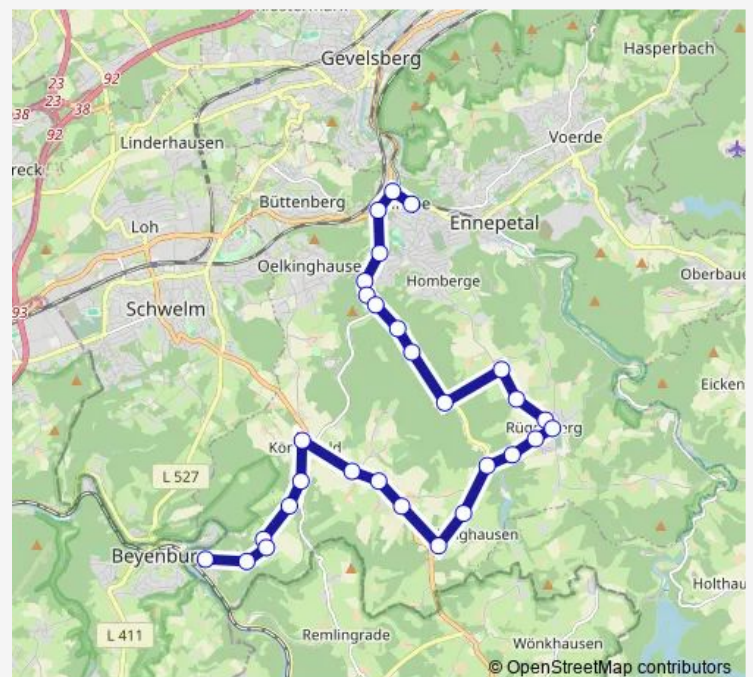 Gevelsberg
Hasperbach
92
23
23
38
38
92
Linderhausen
Voerde
Büttenberg
Ennepetal
Loh
Oelkinghause
Homberge
Oberbaue
93
Schwelm
Eicken
L 527
Beyenbur
ghausen
Holthau
L 411
Remlingrade
Wönkhausen
© OpenStreetMap contributors